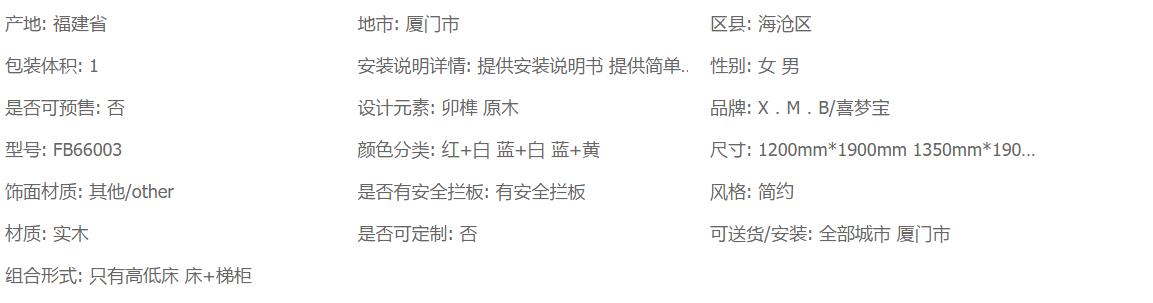 产地: 福建省 地市: 厦门市 区县: 海沧区
包装体积: 1 安装说明详情: 提供安装说明书 提供简单.. 性别: 女 男
是否可预售: 否 设计元素: 卯榫 原木 品牌: X．M．B/喜梦宝
型号: FB66003 颜色分类: 红+白 蓝+白 蓝+黄 尺寸: 1200mm*1900mm 1350mm*190...
饰面材质: 其他/other 是否有安全拦板: 有安全拦板 风格: 简约
材质: 实木 是否可定制: 否 可送货/安装: 全部城市 厦门市
组合形式: 只有高低床 床+梯柜